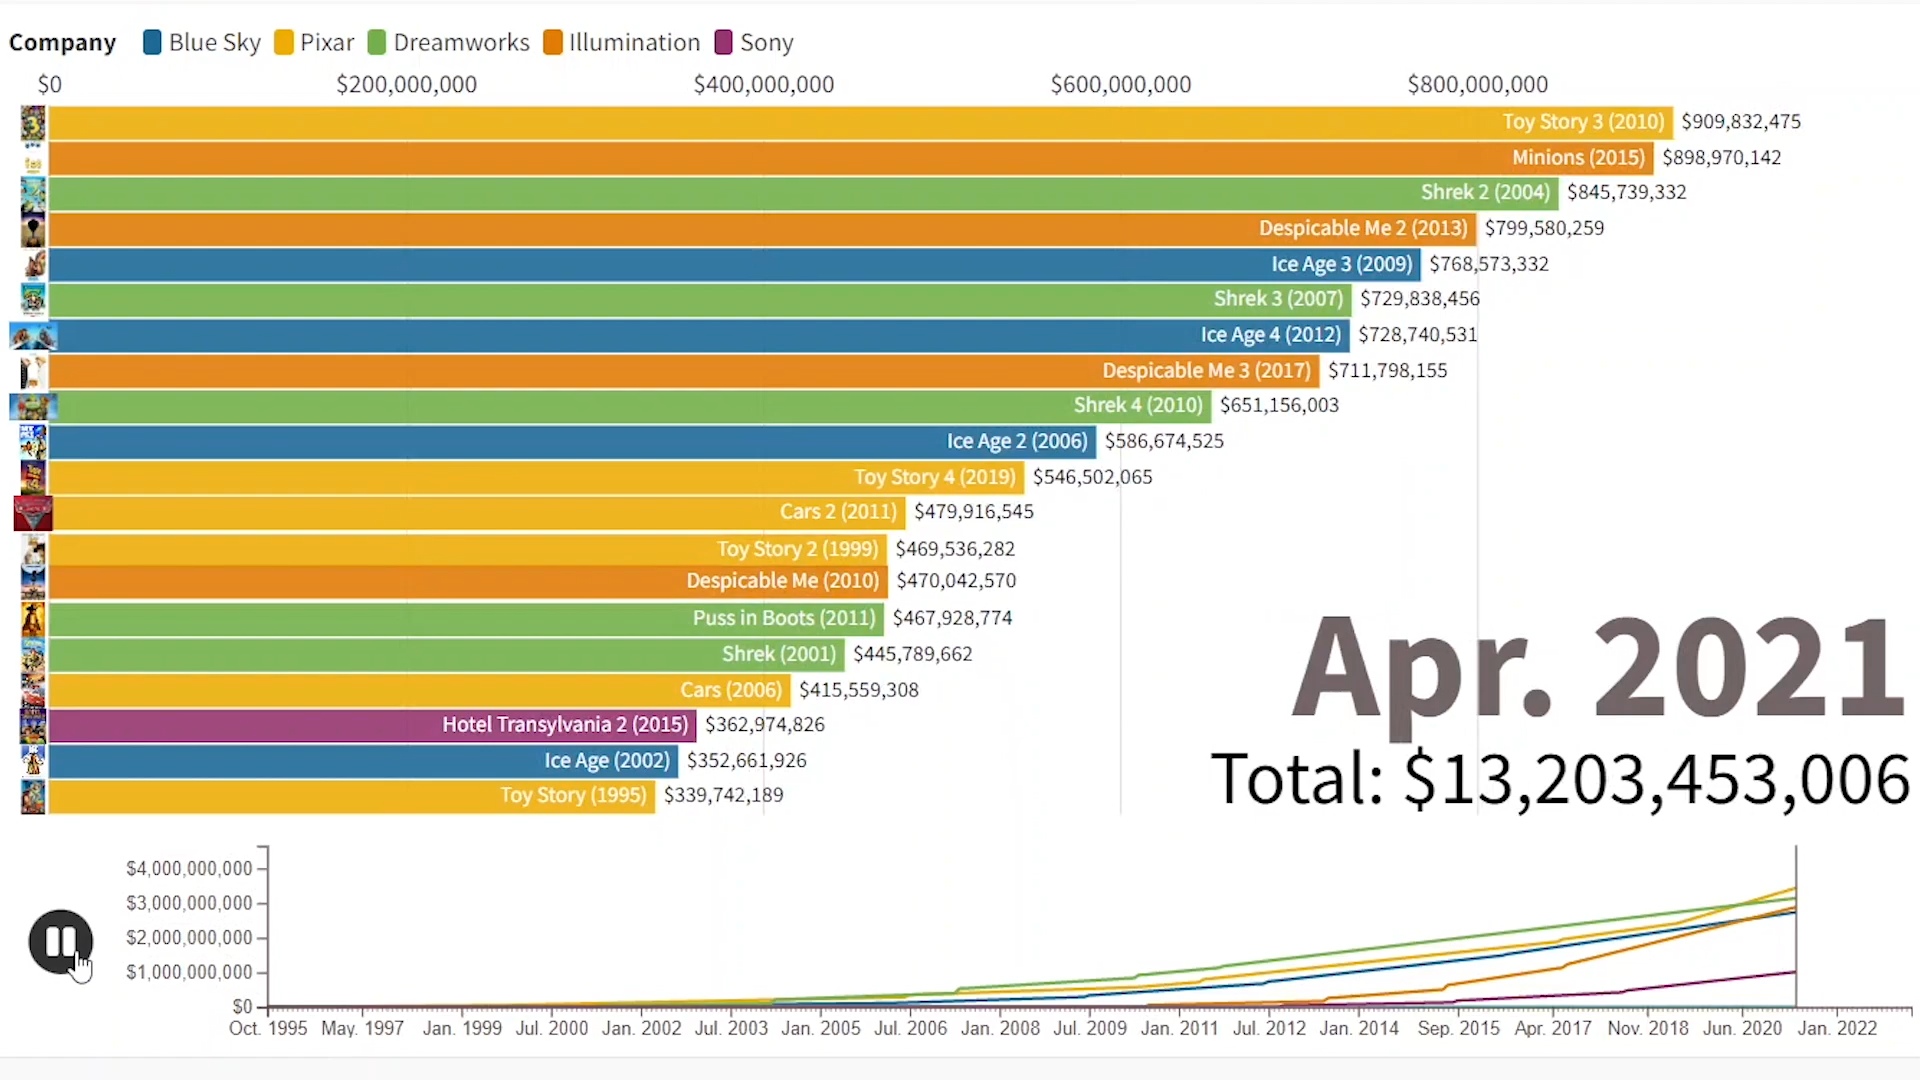 Company Blue Sky Pixar Dreamworks Illumination Sony
$0 $200,000,000 $400,000,000 $600,000,000 $800,000,000
Toy Story 3 (2010) $909,832,475
Minions (2015) $898,970,142
Shrek 2 (2004) $845,739,332
Despicable Me 2 (2013) $799,580,259
Ice Age 3 (2009) $768,573,332
Shrek 3 (2007) $729,838,456
Ice Age 4 (2012) $728,740,531
Despicable Me 3 (2017) $711,798,155
Shrek 4 (2010) $651,156,003
Ice Age 2 (2006) $586,674,525
Toy Story 4 (2019) $546,502,065
Cars 2 (2011) $479,916,545
Toy Story 2 (1999) $469,536,282
Despicable Me (2010) $470,042,570
Puss in Boots (2011) $467,928,774
Shrek (2001) $445,789,662
Cars (2006) $415,559,308
Hotel Transylvania 2 (2015) $362,974,826
Ice Age (2002) $352,661,926
Toy Story (1995) $339,742,189
Apr. 2021
Total: $13,203,453,006
$4,000,000,000
$3,000,000,000
$2,000,000,000
$1,000,000,000
$0
Oct. 1995 May. 1997 Jan. 1999 Jul. 2000 Jan. 2002 Jul. 2003 Jan. 2005 Jul. 2006 Jan. 2008 Jul. 2009 Jan. 2011 Jul. 2012 Jan. 2014 Sep. 2015 Apr. 2017 Nov. 2018 Jun. 2020 Jan. 2022